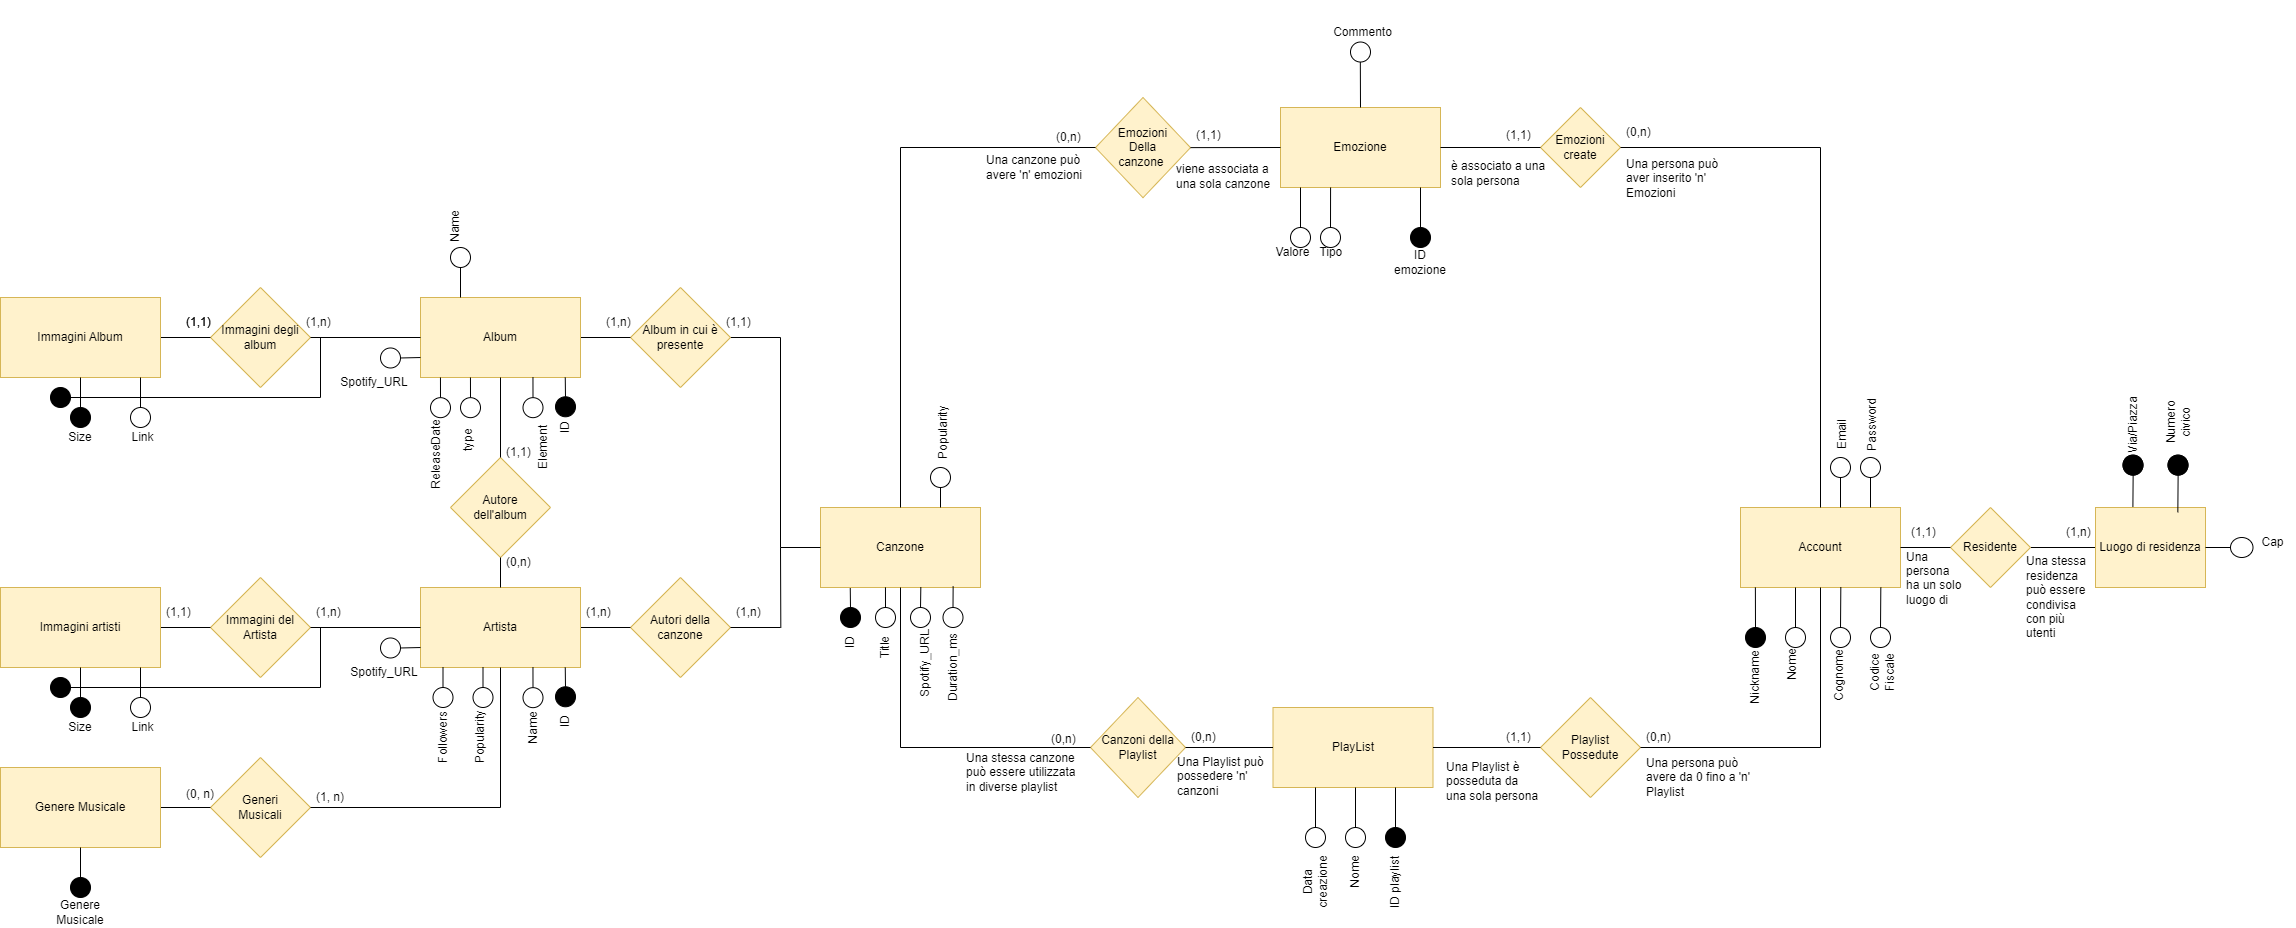 Commento
Emozioni
Della
canzone
Emozione
Emozioni
create
(0,n)
(1,1)
(1,1)
(0,n)
Una canzone può
avere 'n' emozioni
viene associata a
una sola canzone
è associato a una
sola persona
Una persona può
aver inserito 'n'
Emozioni
Valore
Tipo
ID
emozione
Name
Immagini Album
(1,1)
Immagini degli
album
(1,n)
Album
(1,n)
Album in cui è
presente
(1,1)
Spotify_URL
Size
Link
ReleaseDate
type
Element
ID
(1,1)
Autore
dell'album
(0,n)
Popularity
Canzone
ID
Title
Spotify_URL
Duration_ms
Email
Password
Via/Piazza
Numero
civico
Account
(1,1)
Residente
(1,n)
Luogo di residenza
Cap
Una
persona
ha un solo
luogo di
Una stessa
residenza
può essere
condivisa
con più
utenti
Nickname
Nome
Cognome
Codice
Fiscale
Immagini artisti
(1,1)
Immagini del
Artista
(1,n)
Artista
(1,n)
Autori della
canzone
(1,n)
Spotify_URL
Size
Link
Followers
Popularity
Name
ID
Genere Musicale
(0, n)
Generi
Musicali
(1, n)
Genere
Musicale
(0,n)
Canzoni della
Playlist
(0,n)
PlayList
(1,1)
Playlist
Possedute
(0,n)
Una stessa canzone
può essere utilizzata
in diverse playlist
Una Playlist può
possedere 'n'
canzoni
Una Playlist è
posseduta da
una sola persona
Una persona può
avere da 0 fino a 'n'
Playlist
Data
creazione
Nome
ID playlist